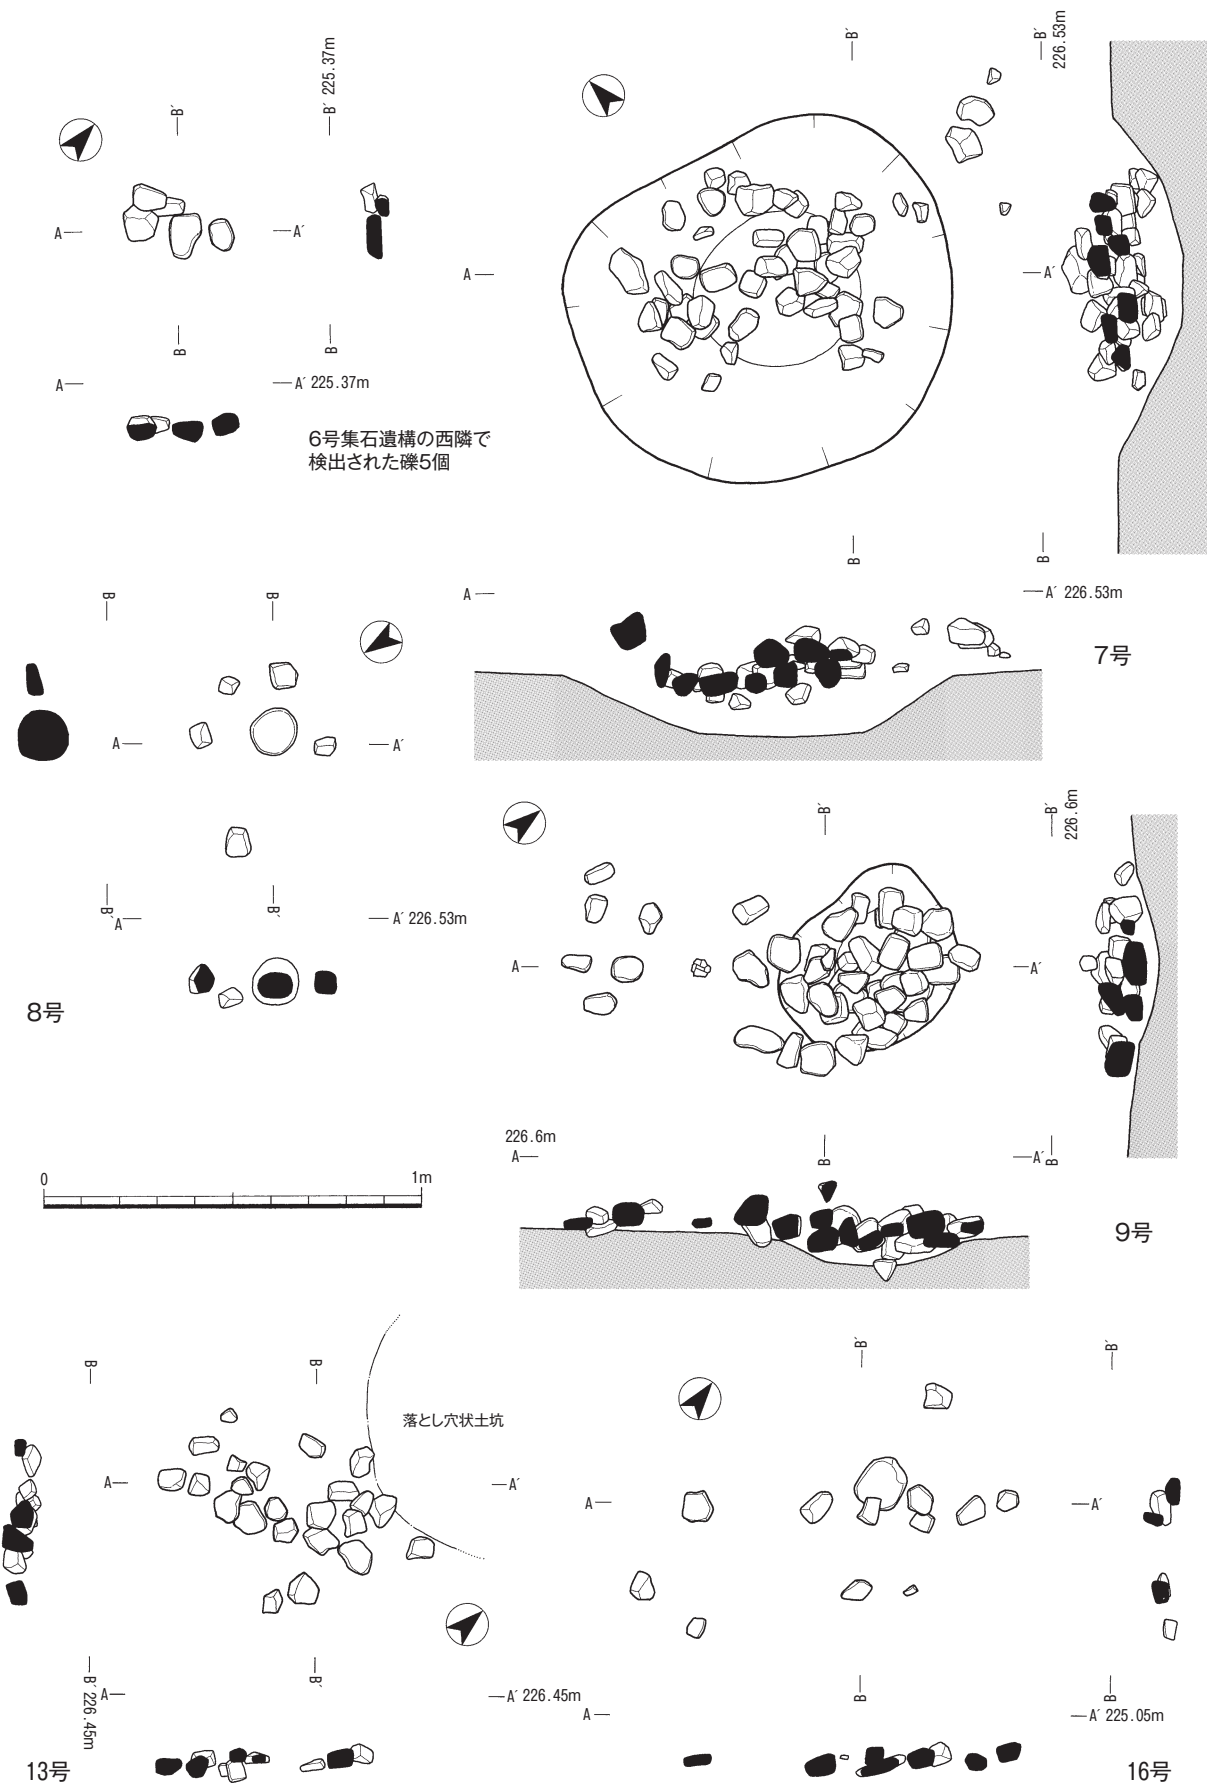 B′
B′ 225.37m
A
A′
B
B
A
A′ 225.37m
6号集石遺構の西隣で
検出された礫5個
B′
B′
226.53m
A
A′
B
B
A
A′ 226.53m
7号
B
B
A
A′
B′
B′
A
A′ 226.53m
8号
B′
B′
226.6m
A
A′
226.6m
A
B
A′
B
9号
0
1m
B
B
落とし穴状土坑
A
A′
B′ 226.45m
B′
A
A′ 226.45m
13号
B′
B′
A
A′
B
B
A
A′ 225.05m
16号